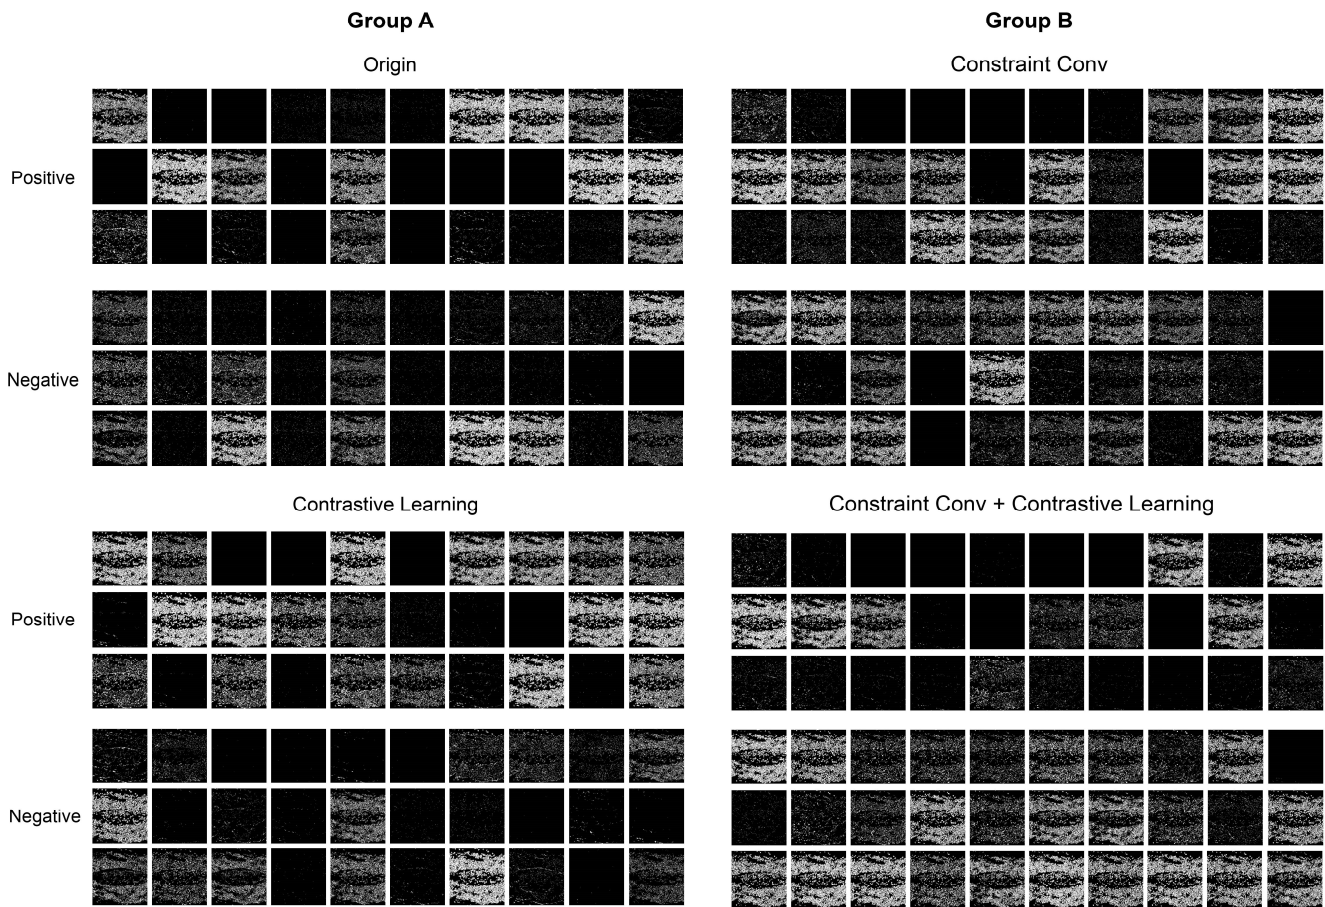 Group A
Group B
Origin
Constraint Conv
Positive
Negative
Contrastive Learning
Constraint Conv + Contrastive Learning
Positive
Negative